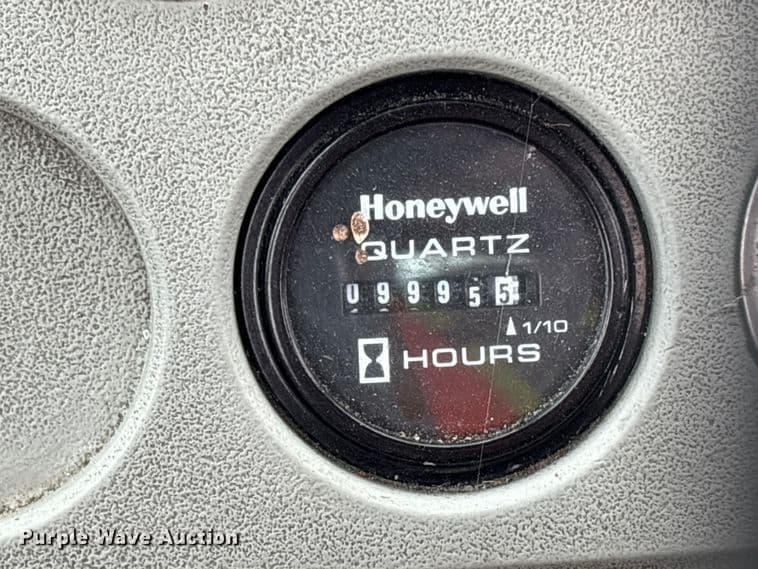 Honeywell
QUARTZ
099955
1/10
HOURS
Purple Wave Auction